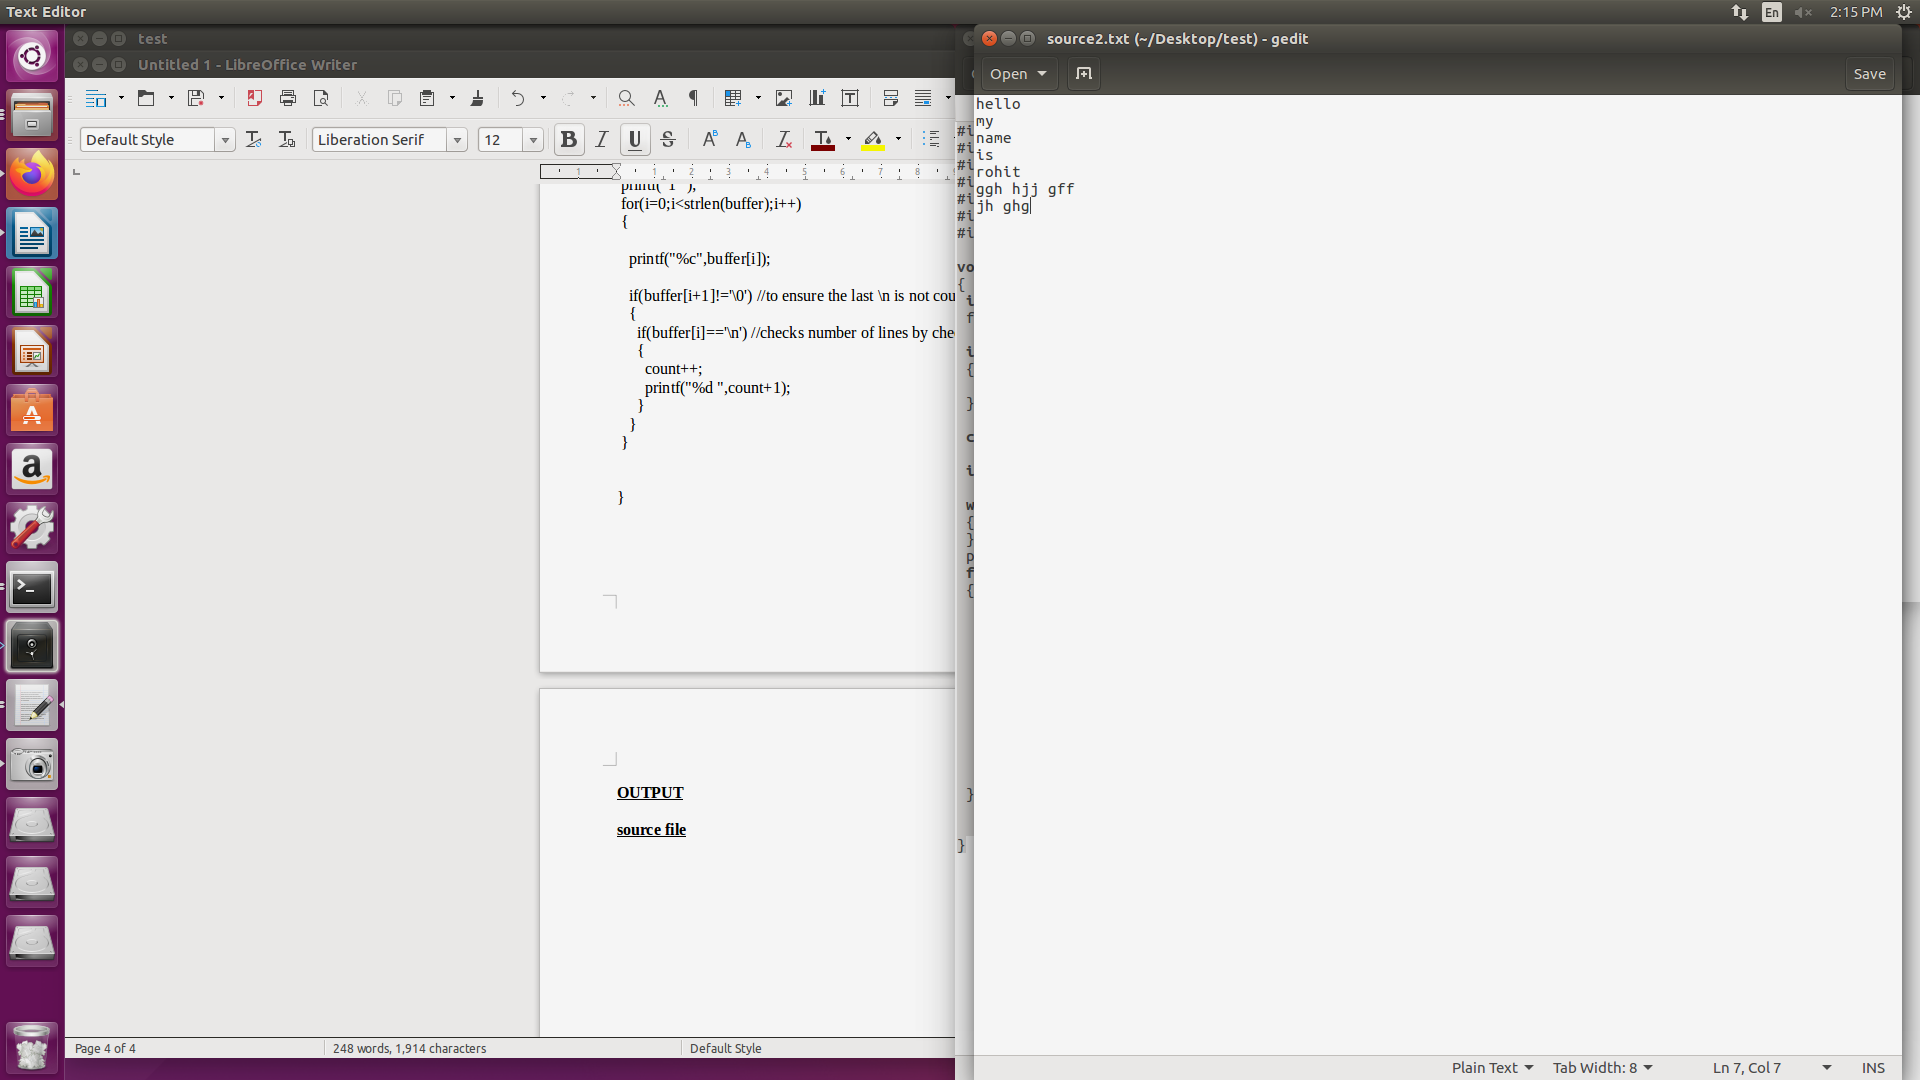 Text Editor
En
2:15 PM
test
Untitled 1 - LibreOffice Writer
Default Style
Liberation Serif
12
for(i=0;i<strlen(buffer);i++)
{
printf("%c",buffer[i]);
if(buffer[i+1]!='\0') //to ensure the last \n is not cou
{
if(buffer[i]=='\n') //checks number of lines by che
{
count++;
printf("%d ",count+1);
}
}
}
}
OUTPUT
source file
Page 4 of 4
248 words, 1,914 characters
Default Style
#i
#i
#i
#i
#i
#i
#i
vo
{
i
f
i
{
}
c
i
w
{
}
p
f
{
}
}
source2.txt (~/Desktop/test) - gedit
Open
Save
hello
my
name
is
rohit
ggh hjj gff
jh ghg
Plain Text
Tab Width: 8
Ln 7, Col 7
INS